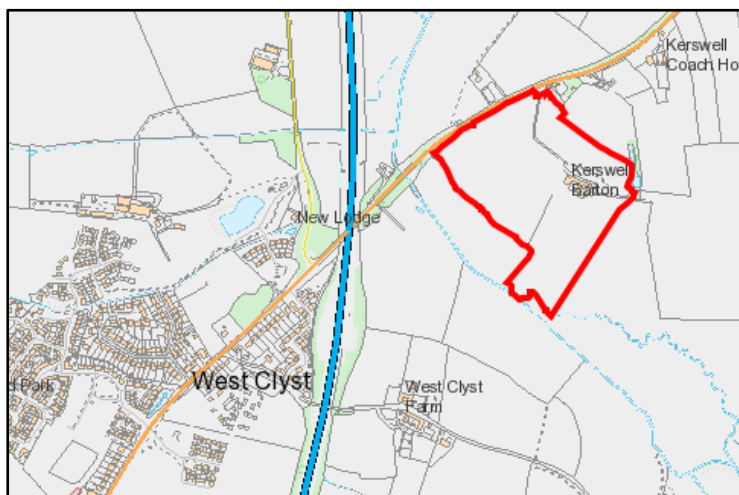 Kerswell
Coach Ho
Kerswell
Barton
New Lodge
West Clyst
d Park
West Clyst
Farm